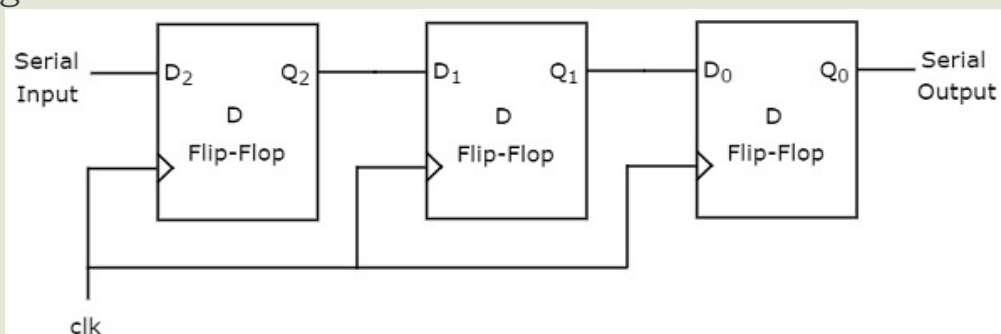 g
Serial
Input
D₂
Q₂
D
Flip-Flop
D₁
Q₁
D
Flip-Flop
D₀
Q₀
D
Flip-Flop
Serial
Output
clk